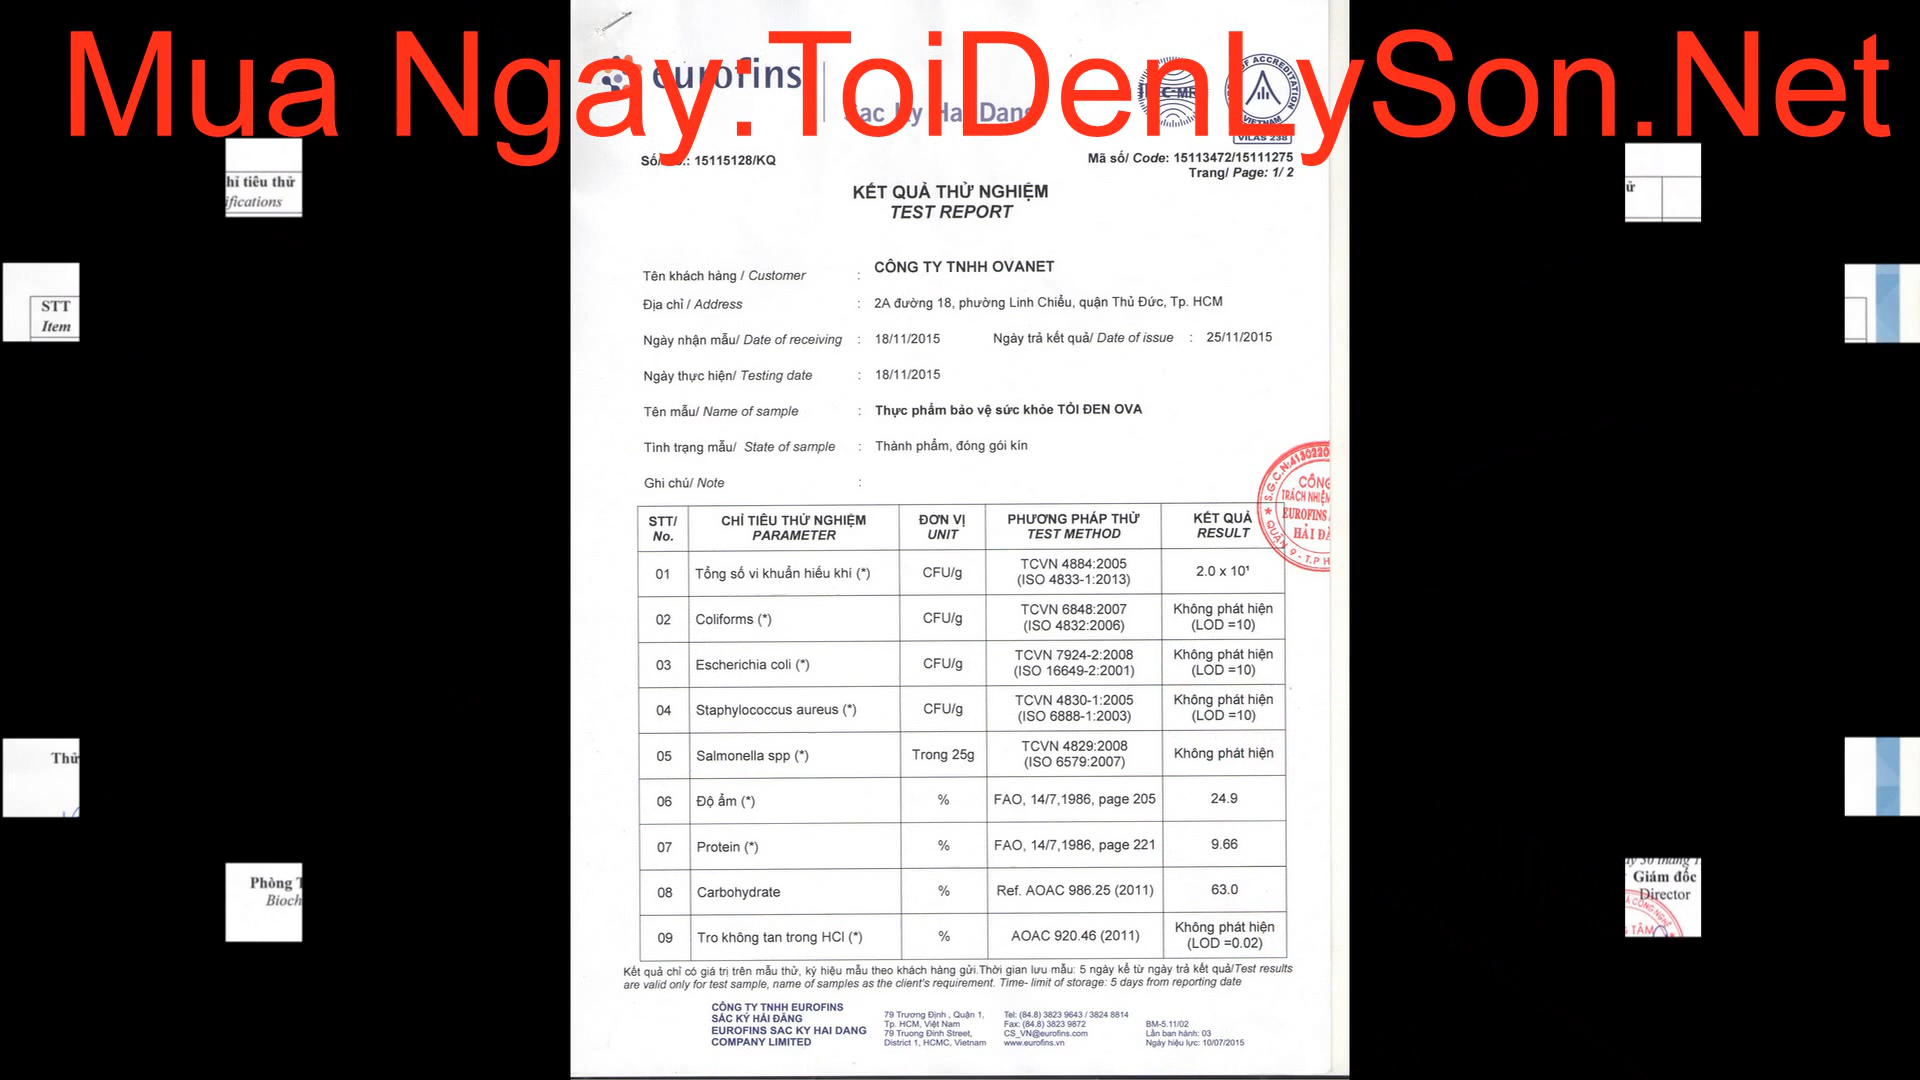 Mua Ngay:ToiDenLySon.Net
eurofins
Sac Ky Hai Dang
VIETNAM
VILAS 238
Số/ No.: 15115128/KQ
Mã số/ Code: 15113472/15111275
Trang/ Page: 1/ 2
KẾT QUẢ THỬ NGHIỆM
TEST REPORT
Tên khách hàng / Customer : CÔNG TY TNHH OVANET
Địa chỉ / Address : 2A đường 18, phường Linh Chiểu, quận Thủ Đức, Tp. HCM
Ngày nhận mẫu/ Date of receiving : 18/11/2015 Ngày trả kết quả/ Date of issue : 25/11/2015
Ngày thực hiện/ Testing date : 18/11/2015
Tên mẫu/ Name of sample : Thực phẩm bảo vệ sức khỏe TỎI ĐEN OVA
Tình trạng mẫu/ State of sample : Thành phẩm, đóng gói kín
Ghi chú/ Note :
STT/ CHỈ TIÊU THỬ NGHIỆM ĐƠN VỊ PHƯƠNG PHÁP THỬ KẾT QUẢ
No. PARAMETER UNIT TEST METHOD RESULT
01 Tổng số vi khuẩn hiếu khí (*) CFU/g TCVN 4884:2005 (ISO 4833-1:2013) 2.0 x 10¹
02 Coliforms (*) CFU/g TCVN 6848:2007 (ISO 4832:2006) Không phát hiện (LOD =10)
03 Escherichia coli (*) CFU/g TCVN 7924-2:2008 (ISO 16649-2:2001) Không phát hiện (LOD =10)
04 Staphylococcus aureus (*) CFU/g TCVN 4830-1:2005 (ISO 6888-1:2003) Không phát hiện (LOD =10)
05 Salmonella spp (*) Trong 25g TCVN 4829:2008 (ISO 6579:2007) Không phát hiện
06 Độ ẩm (*) % FAO, 14/7,1986, page 205 24.9
07 Protein (*) % FAO, 14/7,1986, page 221 9.66
08 Carbohydrate % Ref. AOAC 986.25 (2011) 63.0
09 Tro không tan trong HCl (*) % AOAC 920.46 (2011) Không phát hiện (LOD =0.02)
Kết quả chỉ có giá trị trên mẫu thử, ký hiệu mẫu theo khách hàng gửi.Thời gian lưu mẫu: 5 ngày kể từ ngày trả kết quả/Test results
are valid only for test sample, name of samples as the client's requirement. Time- limit of storage: 5 days from reporting date
CÔNG TY TNHH EUROFINS
SẮC KÝ HẢI ĐĂNG
EUROFINS SAC KY HAI DANG
COMPANY LIMITED
79 Trương Định , Quận 1,
Tp. HCM, Việt Nam
79 Truong Dinh Street,
District 1, HCMC, Vietnam
Tel: (84.8) 3823 9643 / 3824 8814
Fax: (84.8) 3823 9872
CS_VN@eurofins.com
www.eurofins.vn
BM-5.11/02
Lần ban hành: 03
Ngày hiệu lực: 10/07/2015
hỉ tiêu thử
ifications
STT
Item
Thử
Phòng T
Bioch
Giám đốc
Director